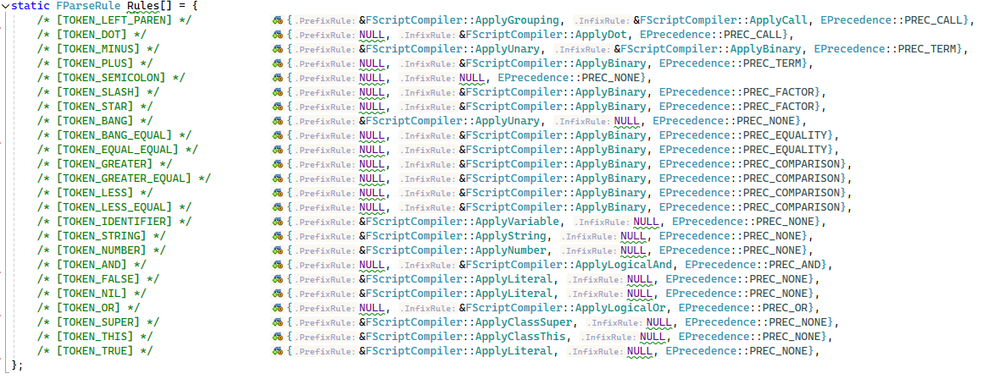 static FParseRule Rules[] = {
/* [TOKEN_LEFT_PAREN] */ {.PrefixRule: &FScriptCompiler::ApplyGrouping, .InfixRule: &FScriptCompiler::ApplyCall, EPrecedence::PREC_CALL},
/* [TOKEN_DOT] */ {.PrefixRule: NULL, .InfixRule: &FScriptCompiler::ApplyDot, EPrecedence::PREC_CALL},
/* [TOKEN_MINUS] */ {.PrefixRule: &FScriptCompiler::ApplyUnary, .InfixRule: &FScriptCompiler::ApplyBinary, EPrecedence::PREC_TERM},
/* [TOKEN_PLUS] */ {.PrefixRule: NULL, .InfixRule: &FScriptCompiler::ApplyBinary, EPrecedence::PREC_TERM},
/* [TOKEN_SEMICOLON] */ {.PrefixRule: NULL, .InfixRule: NULL, EPrecedence::PREC_NONE},
/* [TOKEN_SLASH] */ {.PrefixRule: NULL, .InfixRule: &FScriptCompiler::ApplyBinary, EPrecedence::PREC_FACTOR},
/* [TOKEN_STAR] */ {.PrefixRule: NULL, .InfixRule: &FScriptCompiler::ApplyBinary, EPrecedence::PREC_FACTOR},
/* [TOKEN_BANG] */ {.PrefixRule: &FScriptCompiler::ApplyUnary, .InfixRule: NULL, EPrecedence::PREC_NONE},
/* [TOKEN_BANG_EQUAL] */ {.PrefixRule: NULL, .InfixRule: &FScriptCompiler::ApplyBinary, EPrecedence::PREC_EQUALITY},
/* [TOKEN_EQUAL_EQUAL] */ {.PrefixRule: NULL, .InfixRule: &FScriptCompiler::ApplyBinary, EPrecedence::PREC_EQUALITY},
/* [TOKEN_GREATER] */ {.PrefixRule: NULL, .InfixRule: &FScriptCompiler::ApplyBinary, EPrecedence::PREC_COMPARISON},
/* [TOKEN_GREATER_EQUAL] */ {.PrefixRule: NULL, .InfixRule: &FScriptCompiler::ApplyBinary, EPrecedence::PREC_COMPARISON},
/* [TOKEN_LESS] */ {.PrefixRule: NULL, .InfixRule: &FScriptCompiler::ApplyBinary, EPrecedence::PREC_COMPARISON},
/* [TOKEN_LESS_EQUAL] */ {.PrefixRule: NULL, .InfixRule: &FScriptCompiler::ApplyBinary, EPrecedence::PREC_COMPARISON},
/* [TOKEN_IDENTIFIER] */ {.PrefixRule: &FScriptCompiler::ApplyVariable, .InfixRule: NULL, EPrecedence::PREC_NONE},
/* [TOKEN_STRING] */ {.PrefixRule: &FScriptCompiler::ApplyString, .InfixRule: NULL, EPrecedence::PREC_NONE},
/* [TOKEN_NUMBER] */ {.PrefixRule: &FScriptCompiler::ApplyNumber, .InfixRule: NULL, EPrecedence::PREC_NONE},
/* [TOKEN_AND] */ {.PrefixRule: NULL, .InfixRule: &FScriptCompiler::ApplyLogicalAnd, EPrecedence::PREC_AND},
/* [TOKEN_FALSE] */ {.PrefixRule: &FScriptCompiler::ApplyLiteral, .InfixRule: NULL, EPrecedence::PREC_NONE},
/* [TOKEN_NIL] */ {.PrefixRule: &FScriptCompiler::ApplyLiteral, .InfixRule: NULL, EPrecedence::PREC_NONE},
/* [TOKEN_OR] */ {.PrefixRule: NULL, .InfixRule: &FScriptCompiler::ApplyLogicalOr, EPrecedence::PREC_OR},
/* [TOKEN_SUPER] */ {.PrefixRule: &FScriptCompiler::ApplyClassSuper, .InfixRule: NULL, EPrecedence::PREC_NONE},
/* [TOKEN_THIS] */ {.PrefixRule: &FScriptCompiler::ApplyClassThis, .InfixRule: NULL, EPrecedence::PREC_NONE},
/* [TOKEN_TRUE] */ {.PrefixRule: &FScriptCompiler::ApplyLiteral, .InfixRule: NULL, EPrecedence::PREC_NONE},
};